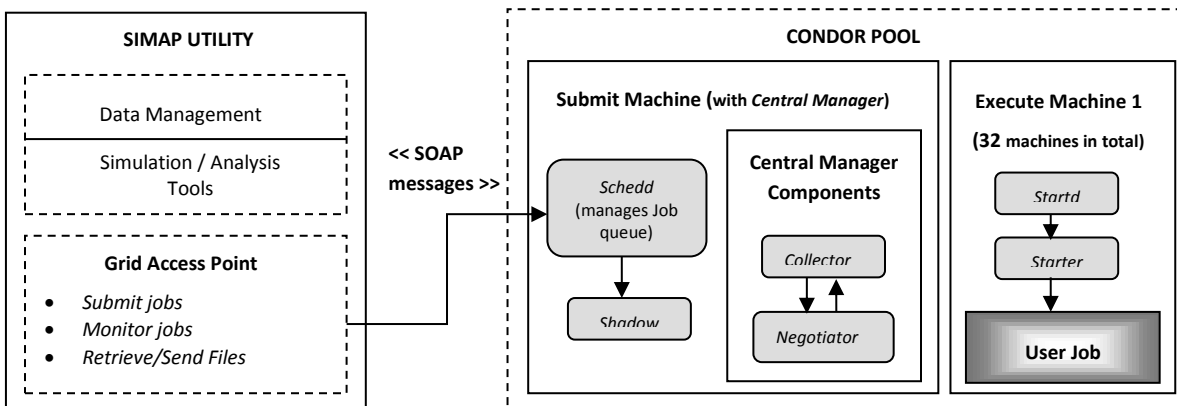 SIMAP UTILITY
Data Management
Simulation / Analysis
Tools
Grid Access Point
• Submit jobs
• Monitor jobs
• Retrieve/Send Files
<< SOAP
messages >>
CONDOR POOL
Submit Machine (with Central Manager)
Schedd
(manages Job
queue)
Shadow
Central Manager
Components
Collector
Negotiator
Execute Machine 1
(32 machines in total)
Startd
Starter
User Job